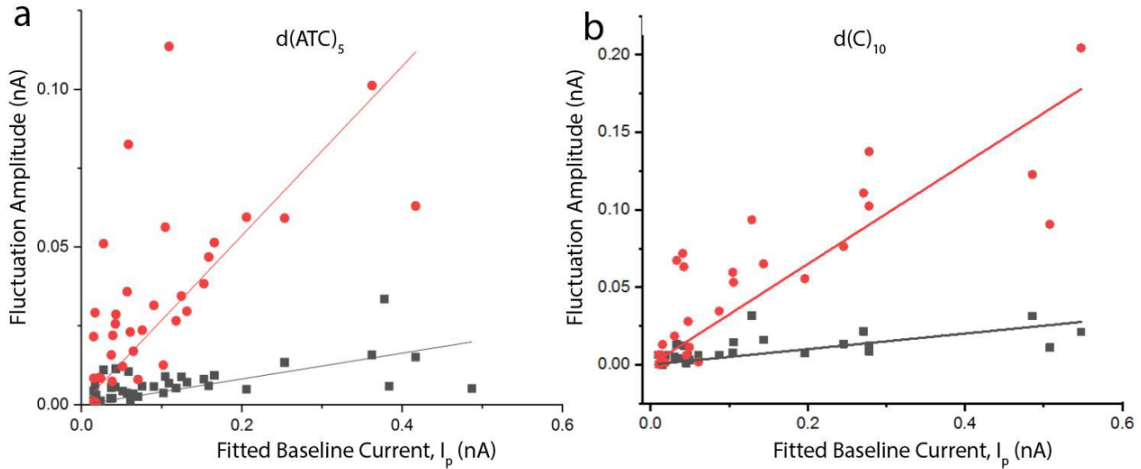 a
d(ATC)₅
Fluctuation Amplitude (nA)
0.10
0.05
0.00
0.0 0.2 0.4 0.6
Fitted Baseline Current, Iₚ (nA)
b
d(C)₁₀
Fluctuation Amplitude (nA)
0.20
0.15
0.10
0.05
0.00
0.0 0.2 0.4 0.6
Fitted Baseline Current, Iₚ (nA)